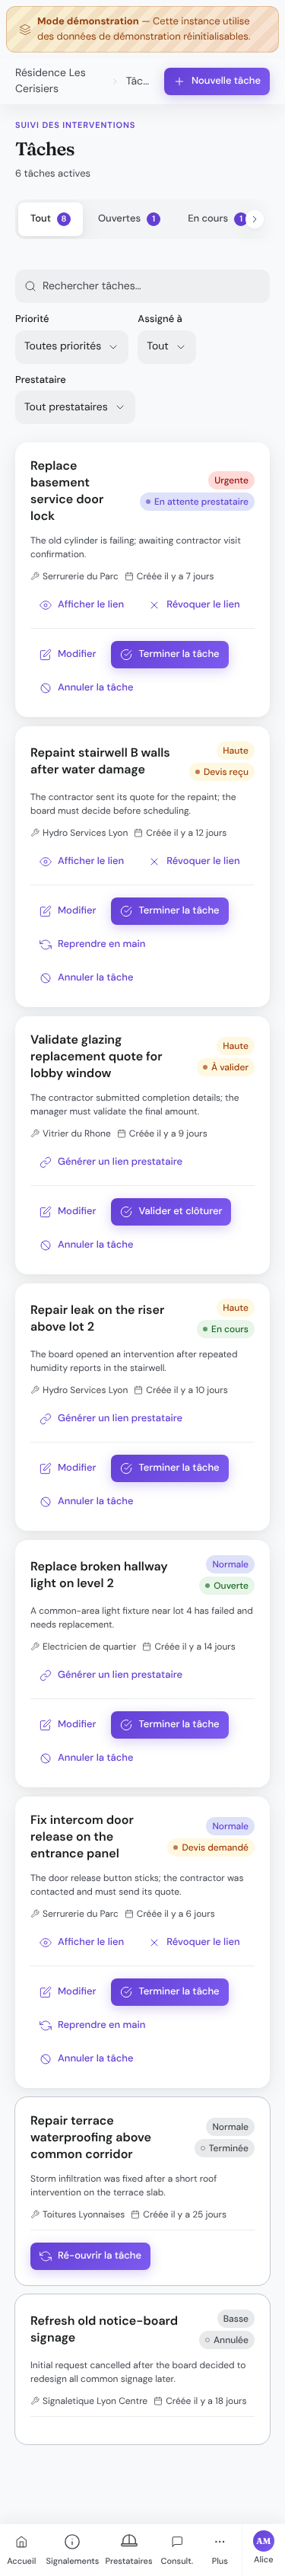 Mode démonstration — Cette instance utilise
des données de démonstration réinitialisables.
Résidence Les
Cerisiers
Tâc...
Nouvelle tâche
SUIVI DES INTERVENTIONS
Tâches
6 tâches actives
Tout 8
Ouvertes 1
En cours 1
Rechercher tâches...
Priorité
Assigné à
Toutes priorités
Tout
Prestataire
Tout prestataires
Replace
basement
service door
lock
Urgente
En attente prestataire
The old cylinder is failing; awaiting contractor visit
confirmation.
Serrurerie du Parc Créée il y a 7 jours
Afficher le lien
Révoquer le lien
Modifier
Terminer la tâche
Annuler la tâche
Repaint stairwell B walls
after water damage
Haute
Devis reçu
The contractor sent its quote for the repaint; the
board must decide before scheduling.
Hydro Services Lyon Créée il y a 12 jours
Afficher le lien
Révoquer le lien
Modifier
Terminer la tâche
Reprendre en main
Annuler la tâche
Validate glazing
replacement quote for
lobby window
Haute
À valider
The contractor submitted completion details; the
manager must validate the final amount.
Vitrier du Rhone Créée il y a 9 jours
Générer un lien prestataire
Modifier
Valider et clôturer
Annuler la tâche
Repair leak on the riser
above lot 2
Haute
En cours
The board opened an intervention after repeated
humidity reports in the stairwell.
Hydro Services Lyon Créée il y a 10 jours
Générer un lien prestataire
Modifier
Terminer la tâche
Annuler la tâche
Replace broken hallway
light on level 2
Normale
Ouverte
A common-area light fixture near lot 4 has failed and
needs replacement.
Electricien de quartier Créée il y a 14 jours
Générer un lien prestataire
Modifier
Terminer la tâche
Annuler la tâche
Fix intercom door
release on the
entrance panel
Normale
Devis demandé
The door release button sticks; the contractor was
contacted and must send its quote.
Serrurerie du Parc Créée il y a 6 jours
Afficher le lien
Révoquer le lien
Modifier
Terminer la tâche
Reprendre en main
Annuler la tâche
Repair terrace
waterproofing above
common corridor
Normale
Terminée
Storm infiltration was fixed after a short roof
intervention on the terrace slab.
Toitures Lyonnaises Créée il y a 25 jours
Ré-ouvrir la tâche
Refresh old notice-board
signage
Basse
Annulée
Initial request cancelled after the board decided to
redesign all common signage later.
Signaletique Lyon Centre Créée il y a 18 jours
AM
Accueil Signalements Prestataires Consult. Plus Alice